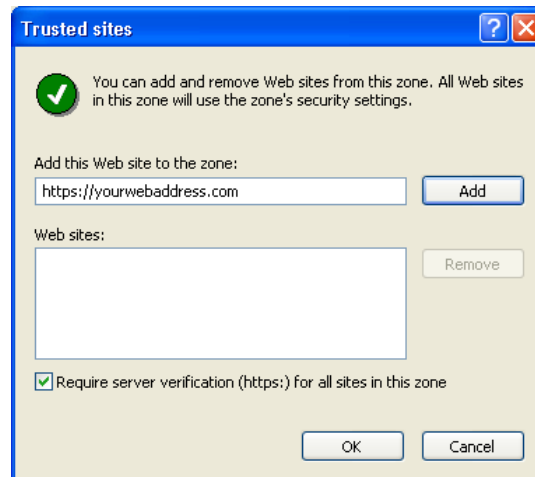 Trusted sites
You can add and remove Web sites from this zone. All Web sites
in this zone will use the zone's security settings.
Add this Web site to the zone:
https://yourwebaddress.com
Add
Web sites:
Remove
Require server verification (https:) for all sites in this zone
OK
Cancel